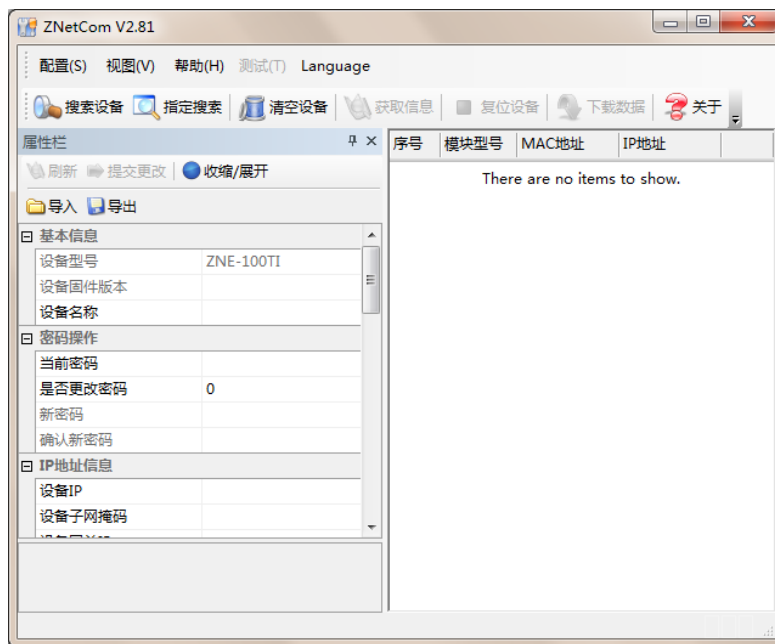 ZNetCom V2.81
配置(S) 视图(V) 帮助(H) 测试(T) Language
搜索设备 指定搜索 清空设备 获取信息 复位设备 下载数据 关于
属性栏
刷新 提交更改 收缩/展开
导入 导出
基本信息
设备型号 ZNE-100TI
设备固件版本
设备名称
密码操作
当前密码
是否更改密码 0
新密码
确认新密码
IP地址信息
设备IP
设备子网掩码
序号 模块型号 MAC地址 IP地址
There are no items to show.